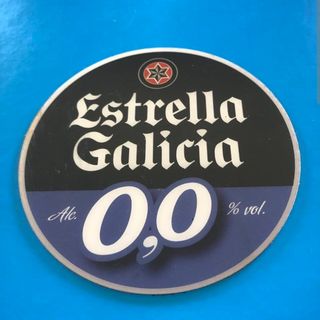 Estrella
Galicia
Alc. 0,0 % vol.